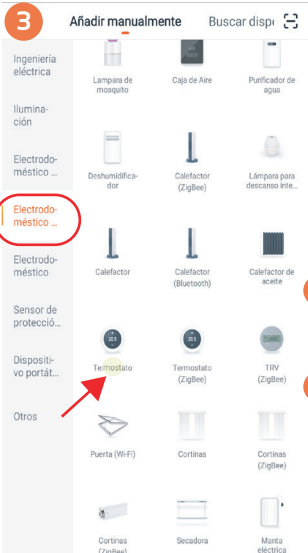 3
Añadir manualmente
Buscar disp
Ingeniería
eléctrica
Ilumina-
ción
Electrodo-
méstico ...
Electrodo-
méstico ...
Electrodo-
méstico
Sensor de
protecció...
Dispositi-
vo portát...
Otros
Lampara de
mosquito
Caja de Aire
Purificador de
agua
Deshumidifica-
dor
Calefactor
(ZigBee)
Lámpara para
descanso inte...
Calefactor
Calefactor
(Bluetooth)
Calefactor de
aceite
Termostato
Termostato
(ZigBee)
TRV
(ZigBee)
Puerta (Wi-Fi)
Cortinas
Cortinas
(ZigBee)
Cortinas
(ZigBee)
Secadora
Manta
eléctrica